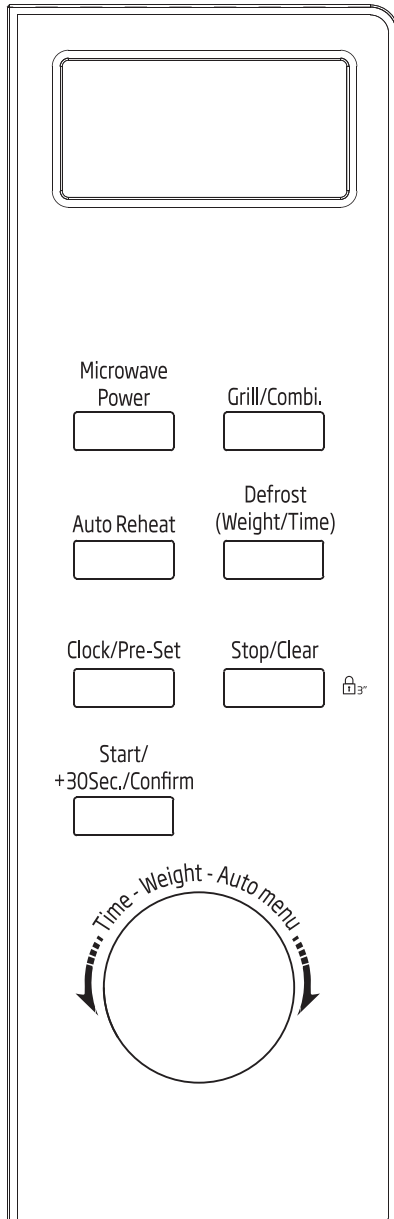 Microwave
Power
Grill/Combi.
Auto Reheat
Defrost
(Weight/Time)
Clock/Pre-Set
Stop/Clear
3"
Start/
+30Sec./Confirm
Time - Weight - Auto menu